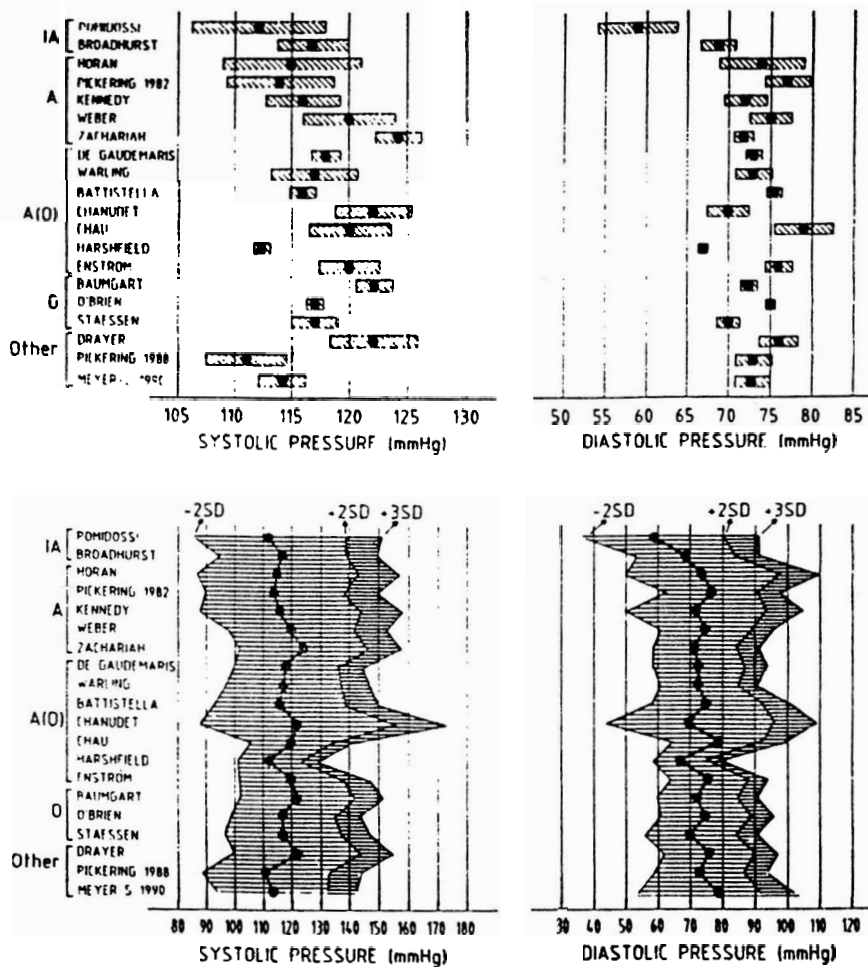 IA
POMIDOSSI
BROADHURST
A
HORAN
PICKERING 1982
KENNEDY
WEBER
ZACHARIAH
A(O)
DE GAUDEMARIS
WARLING
BATTISTELLA
CHANUDET
CHAU
HARSHFIELD
ENSTROM
O
BAUMGART
O'BRIEN
STAESSEN
Other
DRAYER
PICKERING 1988
MEYER 1990
105 110 115 120 125 130
SYSTOLIC PRESSURE (mmHg)
50 55 60 65 70 75 80 85
DIASTOLIC PRESSURE (mmHg)
-2SD +2SD +3SD
-2SD +2SD +3SD
IA
POMIDOSSI
BROADHURST
A
HORAN
PICKERING 1982
KENNEDY
WEBER
ZACHARIAH
A(O)
DE GAUDEMARIS
WARLING
BATTISTELLA
CHANUDET
CHAU
HARSHFIELD
ENSTROM
O
BAUMGART
O'BRIEN
STAESSEN
Other
DRAYER
PICKERING 1988
MEYER S 1990
80 90 100 110 120 130 140 150 160 170 180
SYSTOLIC PRESSURE (mmHg)
30 40 50 60 70 80 90 100 110 120
DIASTOLIC PRESSURE (mmHg)